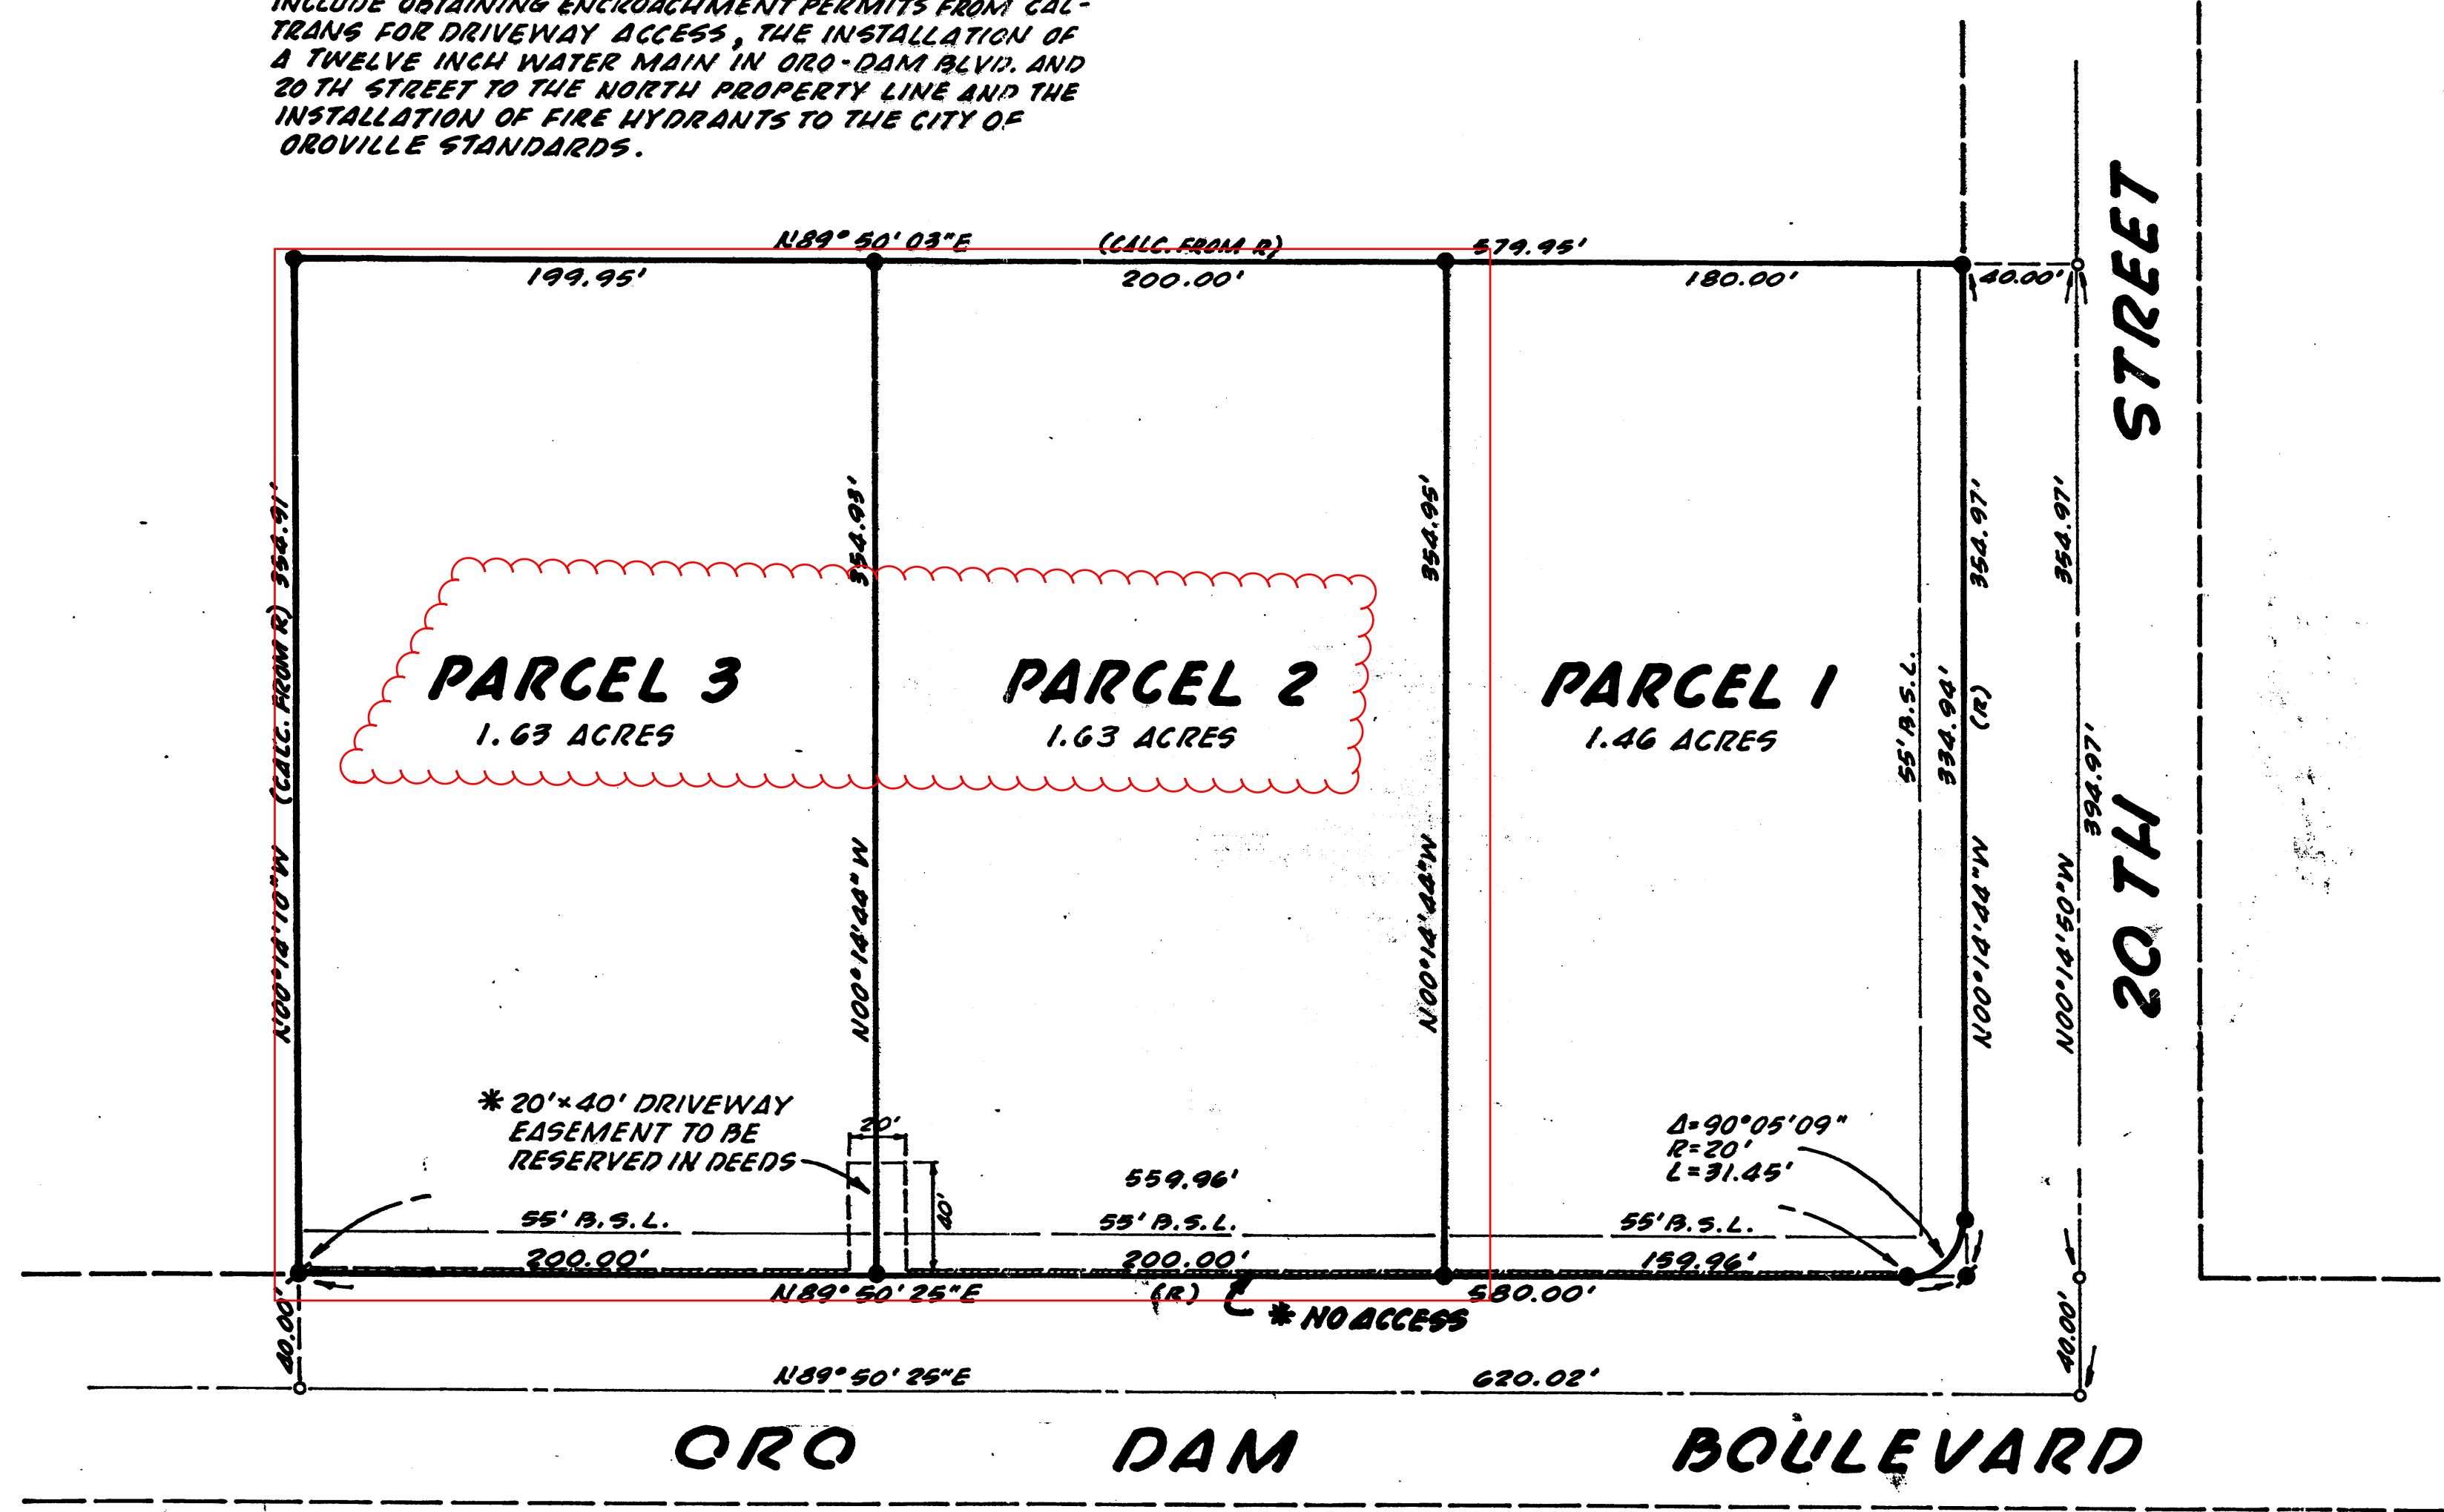 INCLUDE OBTAINING ENCROACHMENT PERMITS FROM CAL-
TRANS FOR DRIVEWAY ACCESS, THE INSTALLATION OF
A TWELVE INCH WATER MAIN IN ORO-DAM BLVD. AND
20TH STREET TO THE NORTH PROPERTY LINE AND THE
INSTALLATION OF FIRE HYDRANTS TO THE CITY OF
OROVILLE STANDARDS.
N89°50'03"E (CALC. FROM R) 579.95'
199.95' 200.00' 180.00' 40.00'
N00°14'10"W (CALC. FROM R) 354.91'
N00°14'44"W 354.93'
N00°14'44"W 354.95'
55' B.S.L.
334.94'
N00°14'44"W (R) 354.97'
N00°14'50"W 354.97'
394.97'
20TH STREET
PARCEL 3
1.63 ACRES
PARCEL 2
1.63 ACRES
PARCEL 1
1.46 ACRES
* 20'×40' DRIVEWAY
EASEMENT TO BE
RESERVED IN DEEDS
20'
40'
Δ=90°05'09"
R=20'
L=31.45'
559.96'
55' B.S.L. 55' B.S.L. 55' B.S.L.
200.00' 200.00' 159.96'
N89°50'25"E (R) 580.00'
* NO ACCESS
40.00' 40.00'
N89°50'25"E 620.02'
ORO DAM BOULEVARD